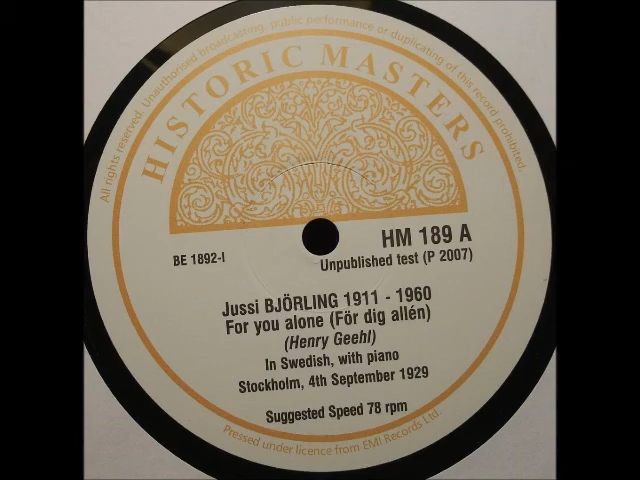 All rights reserved. Unauthorised broadcasting, public performance or duplicating of this record prohibited.
HISTORIC MASTERS
HM 189 A
BE 1892-I
Unpublished test (P 2007)
Jussi BJÖRLING 1911 - 1960
For you alone (För dig allén)
(Henry Geehl)
In Swedish, with piano
Stockholm, 4th September 1929
Suggested Speed 78 rpm
Pressed under licence from EMI Records Ltd.